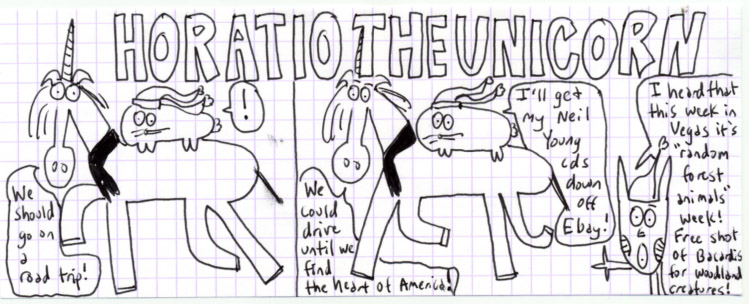 HORATIO THE UNICORN
We
should
go on
a
road trip!
!
We
could
drive
until we
find
the heart of America!
I'll get
my Neil
Young
cds
down
off
Ebay!
I heard that
this week in
Vegas it's
"random
forest
animals"
week!
Free shot
of Bacardis
for woodland
creatures!